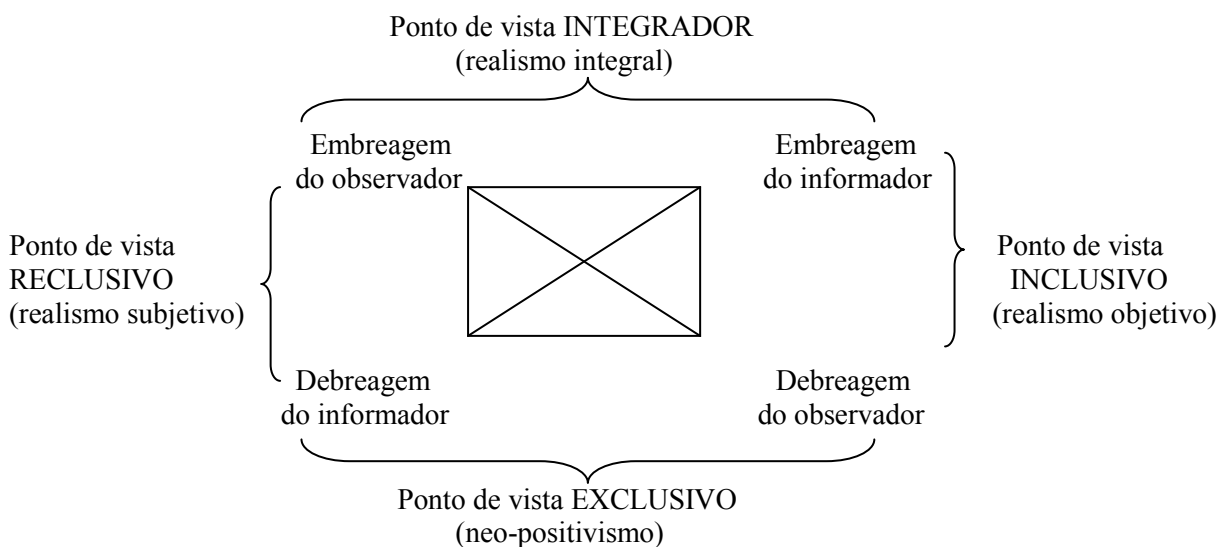 Ponto de vista INTEGRADOR
(realismo integral)
Embreagem
do observador
Embreagem
do informador
Ponto de vista
RECLUSIVO
(realismo subjetivo)
Ponto de vista
INCLUSIVO
(realismo objetivo)
Debreagem
do informador
Debreagem
do observador
Ponto de vista EXCLUSIVO
(neo-positivismo)